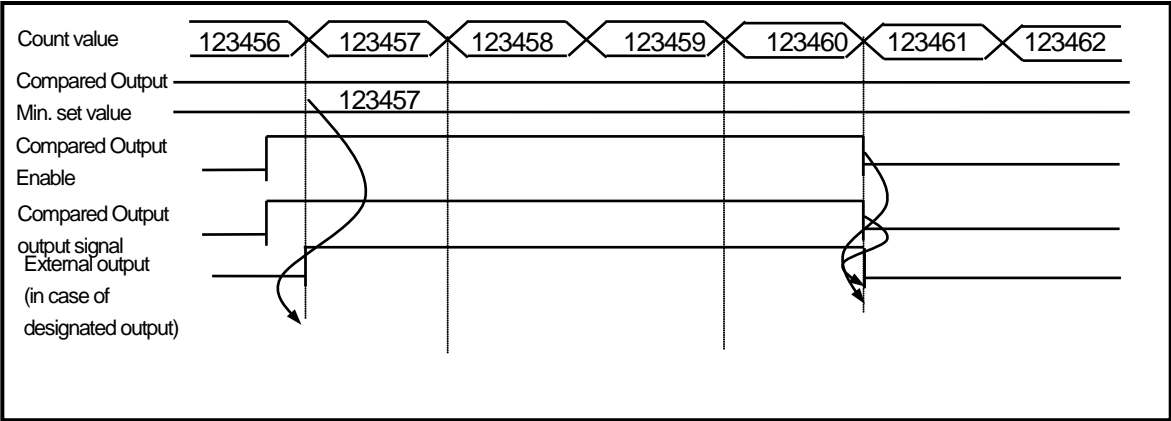 Count value 123456 123457 123458 123459 123460 123461 123462
Compared Output
Min. set value 123457
Compared Output
Enable
Compared Output
output signal
External output
(in case of
designated output)